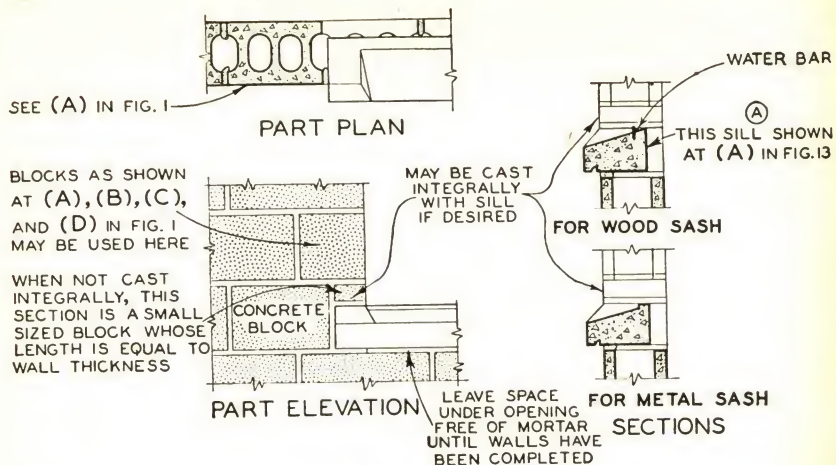 SEE (A) IN FIG. 1
PART PLAN
BLOCKS AS SHOWN
AT (A),(B),(C),
AND (D) IN FIG. 1
MAY BE USED HERE
WHEN NOT CAST
INTEGRALLY, THIS
SECTION IS A SMALL
SIZED BLOCK WHOSE
LENGTH IS EQUAL TO
WALL THICKNESS
CONCRETE
BLOCK
PART ELEVATION
MAY BE CAST
INTEGRALLY
WITH SILL
IF DESIRED
LEAVE SPACE
UNDER OPENING
FREE OF MORTAR
UNTIL WALLS HAVE
BEEN COMPLETED
WATER BAR
A
THIS SILL SHOWN
AT (A) IN FIG.13
FOR WOOD SASH
FOR METAL SASH
SECTIONS